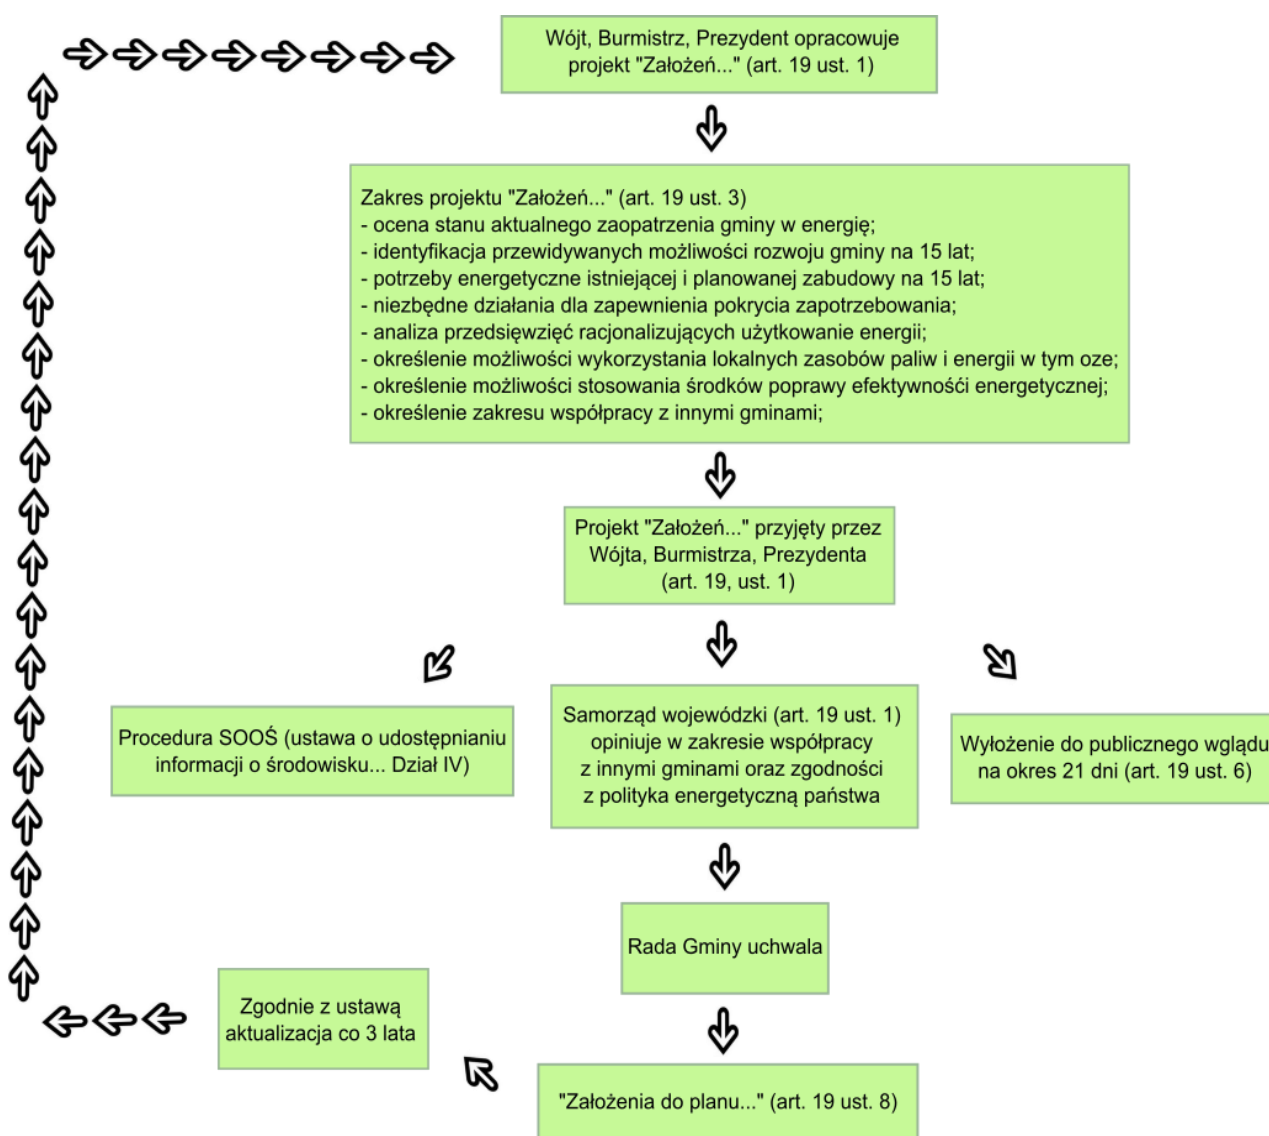 Wójt, Burmistrz, Prezydent opracowuje
projekt "Założeń..." (art. 19 ust. 1)
Zakres projektu "Założeń..." (art. 19 ust. 3)
- ocena stanu aktualnego zaopatrzenia gminy w energię;
- identyfikacja przewidywanych możliwości rozwoju gminy na 15 lat;
- potrzeby energetyczne istniejącej i planowanej zabudowy na 15 lat;
- niezbędne działania dla zapewnienia pokrycia zapotrzebowania;
- analiza przedsięwzięć racjonalizujących użytkowanie energii;
- określenie możliwości wykorzystania lokalnych zasobów paliw i energii w tym oze;
- określenie możliwości stosowania środków poprawy efektywnośći energetycznej;
- określenie zakresu współpracy z innymi gminami;
Projekt "Założeń..." przyjęty przez
Wójta, Burmistrza, Prezydenta
(art. 19, ust. 1)
Procedura SOOŚ (ustawa o udostępnianiu
informacji o środowisku... Dział IV)
Samorząd wojewódzki (art. 19 ust. 1)
opiniuje w zakresie współpracy
z innymi gminami oraz zgodności
z polityka energetyczną państwa
Wyłożenie do publicznego wglądu
na okres 21 dni (art. 19 ust. 6)
Rada Gminy uchwala
Zgodnie z ustawą
aktualizacja co 3 lata
"Założenia do planu..." (art. 19 ust. 8)